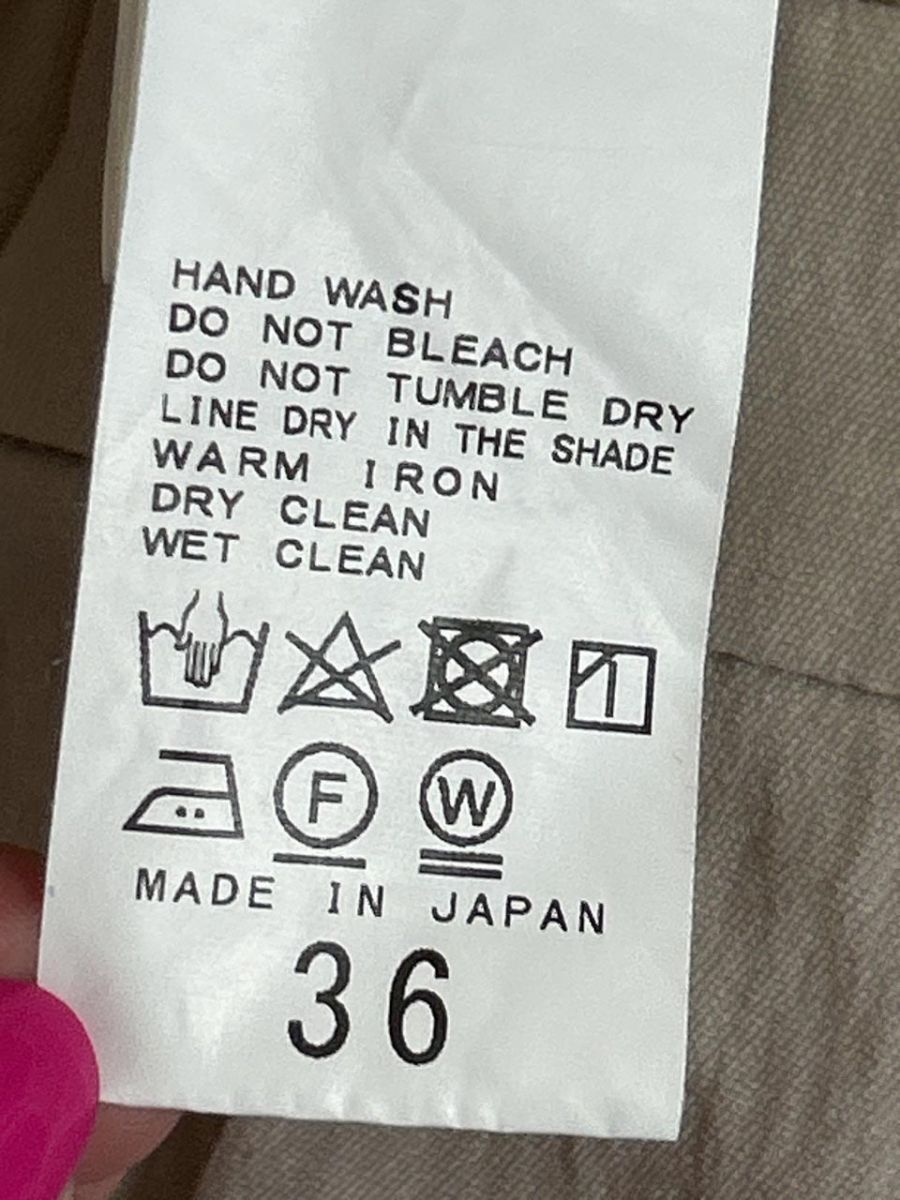 HAND WASH
DO NOT BLEACH
DO NOT TUMBLE DRY
LINE DRY IN THE SHADE
WARM IRON
DRY CLEAN
WET CLEAN
F W
MADE IN JAPAN
36